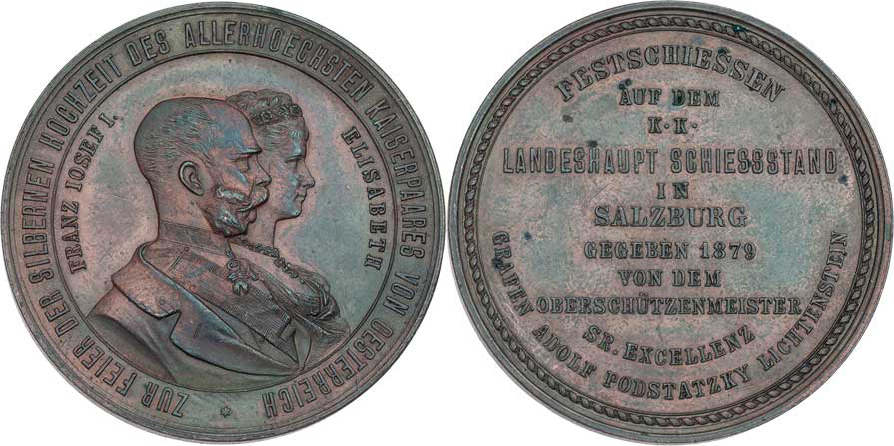 ZUR FEIER DER SILBERNEN HOCHZEIT DES ALLERHOECHSTEN KAISERPAARES VON OESTERREICH *
FRANZ IOSEF I.
ELISABETH
FESTSCHIESSEN
AUF DEM
K·K·
LANDESHAUPT SCHIESSSTAND
IN
SALZBURG
GEGEBEN 1879
VON DEM
OBERSCHÜTZENMEISTER
SR. EXCELLENZ
GRAFEN ADOLF PODSTATZKY LICHTENSTEIN